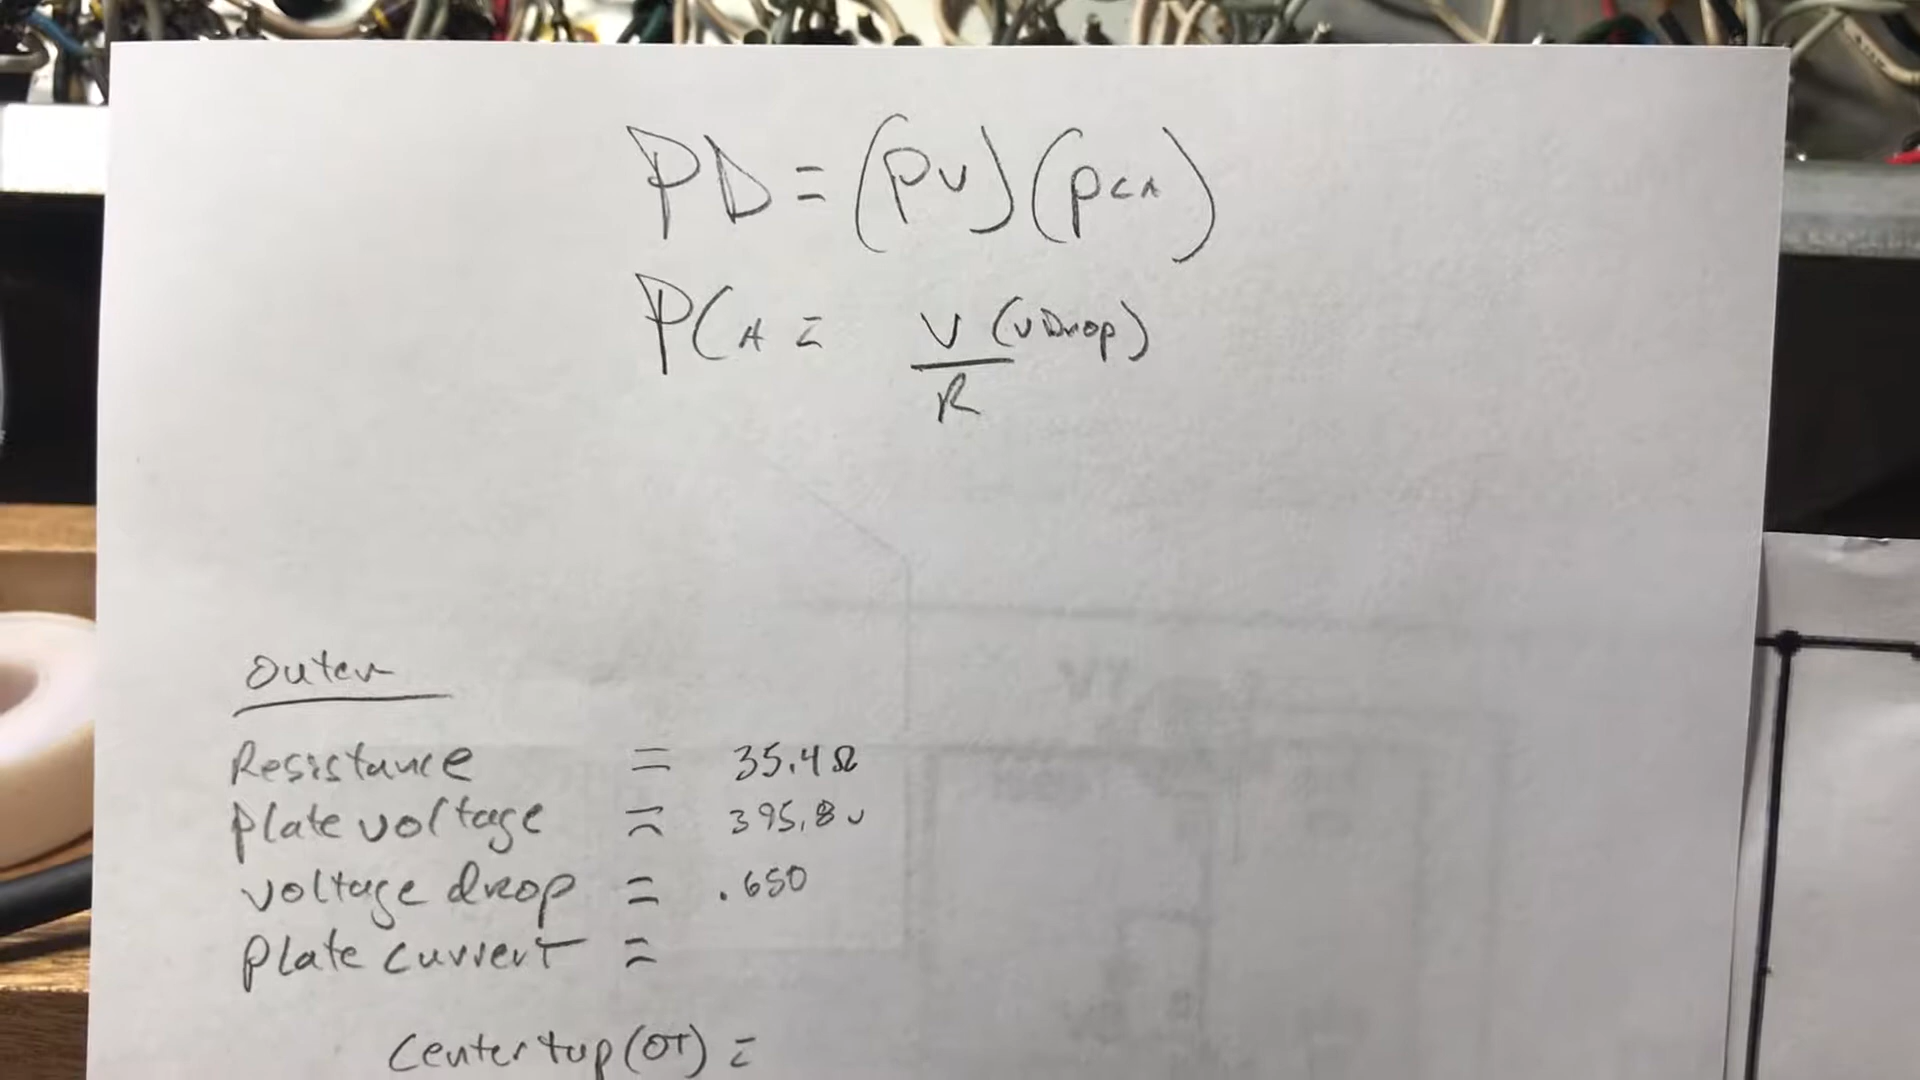 PD = (PV)(PCA)
PCA = V (VDrop)
R
outer
Resistance = 35.4Ω
plate voltage = 395.8v
voltage drop = .650
plate current =
Center tap (OT) =